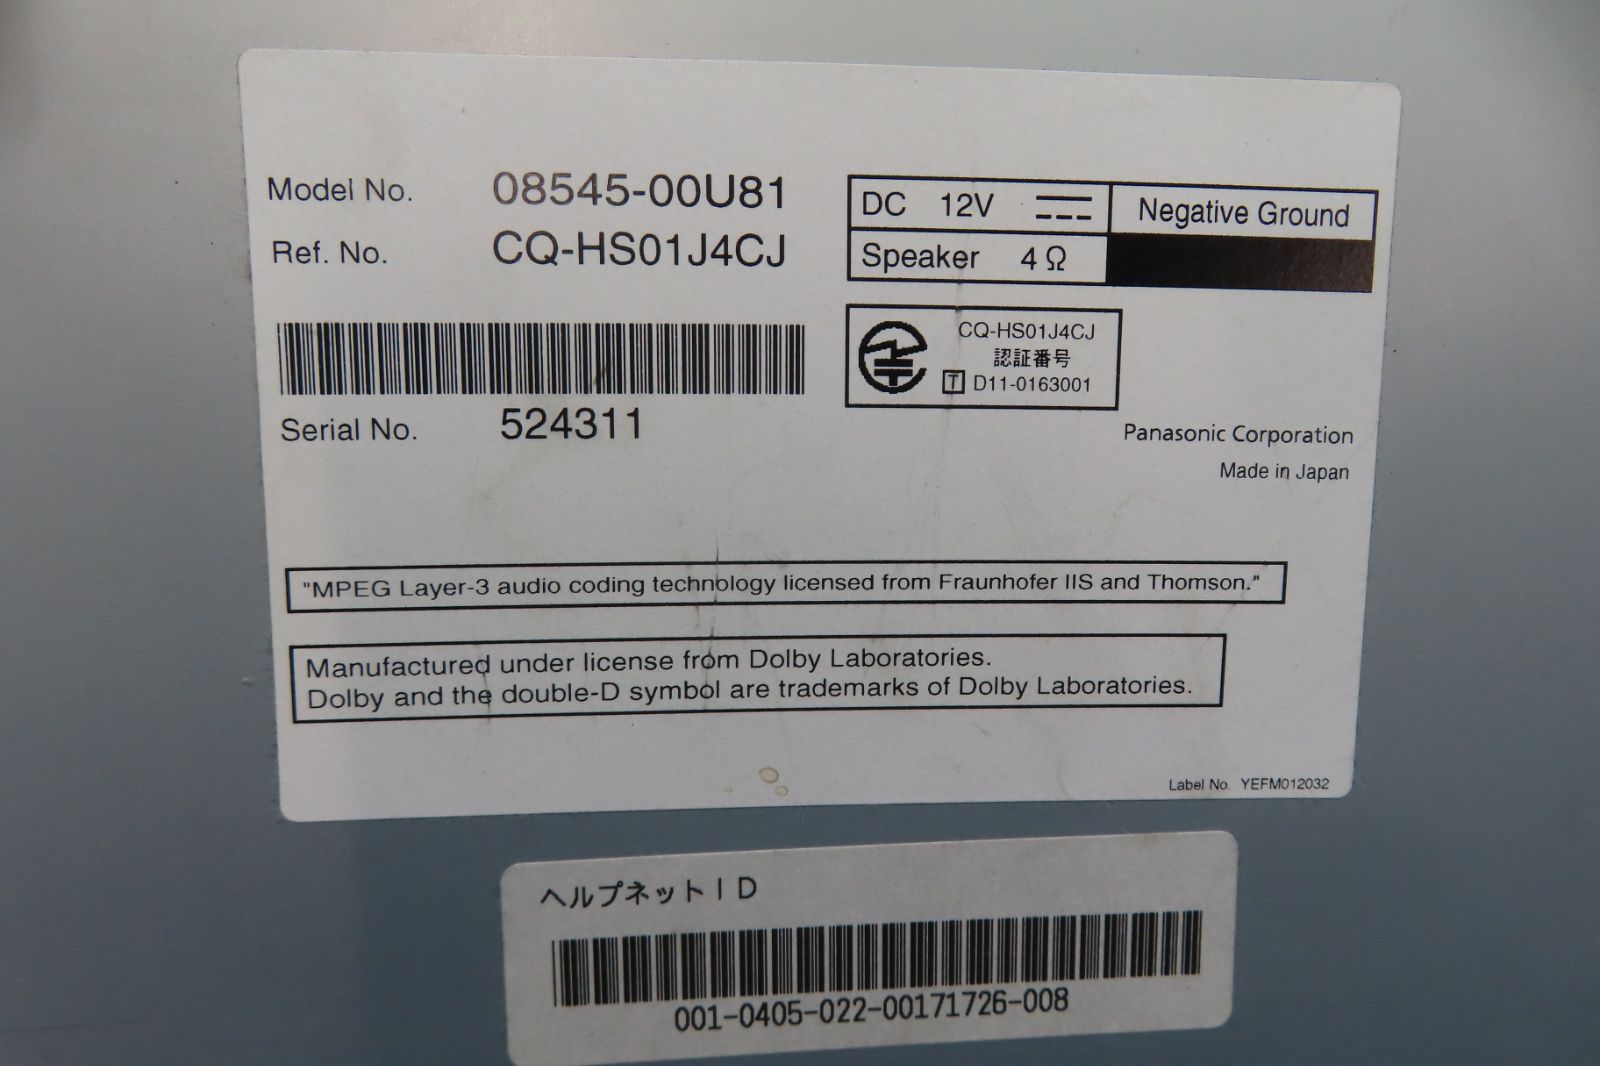 Model No. 08545-00U81
Ref. No. CQ-HS01J4CJ
Serial No. 524311
DC 12V Negative Ground
Speaker 4 Ω
CQ-HS01J4CJ
認証番号
T D11-0163001
Panasonic Corporation
Made in Japan
"MPEG Layer-3 audio coding technology licensed from Fraunhofer IIS and Thomson."
Manufactured under license from Dolby Laboratories.
Dolby and the double-D symbol are trademarks of Dolby Laboratories.
Label No. YEFM012032
ヘルプネットID
001-0405-022-00171726-008